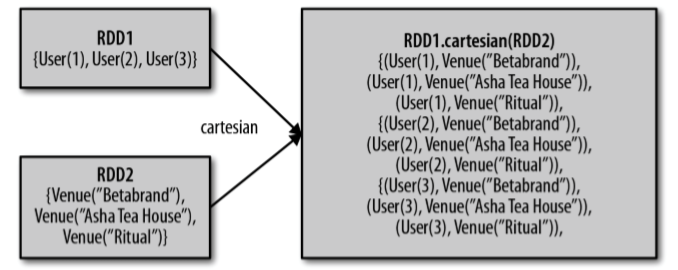 RDD1
{User(1), User(2), User(3)}
cartesian
RDD2
{Venue("Betabrand"),
Venue("Asha Tea House"),
Venue("Ritual")}
RDD1.cartesian(RDD2)
{(User(1), Venue("Betabrand")),
(User(1), Venue("Asha Tea House")),
(User(1), Venue("Ritual")),
{(User(2), Venue("Betabrand")),
(User(2), Venue("Asha Tea House")),
(User(2), Venue("Ritual")),
{(User(3), Venue("Betabrand")),
(User(3), Venue("Asha Tea House")),
(User(3), Venue("Ritual")),